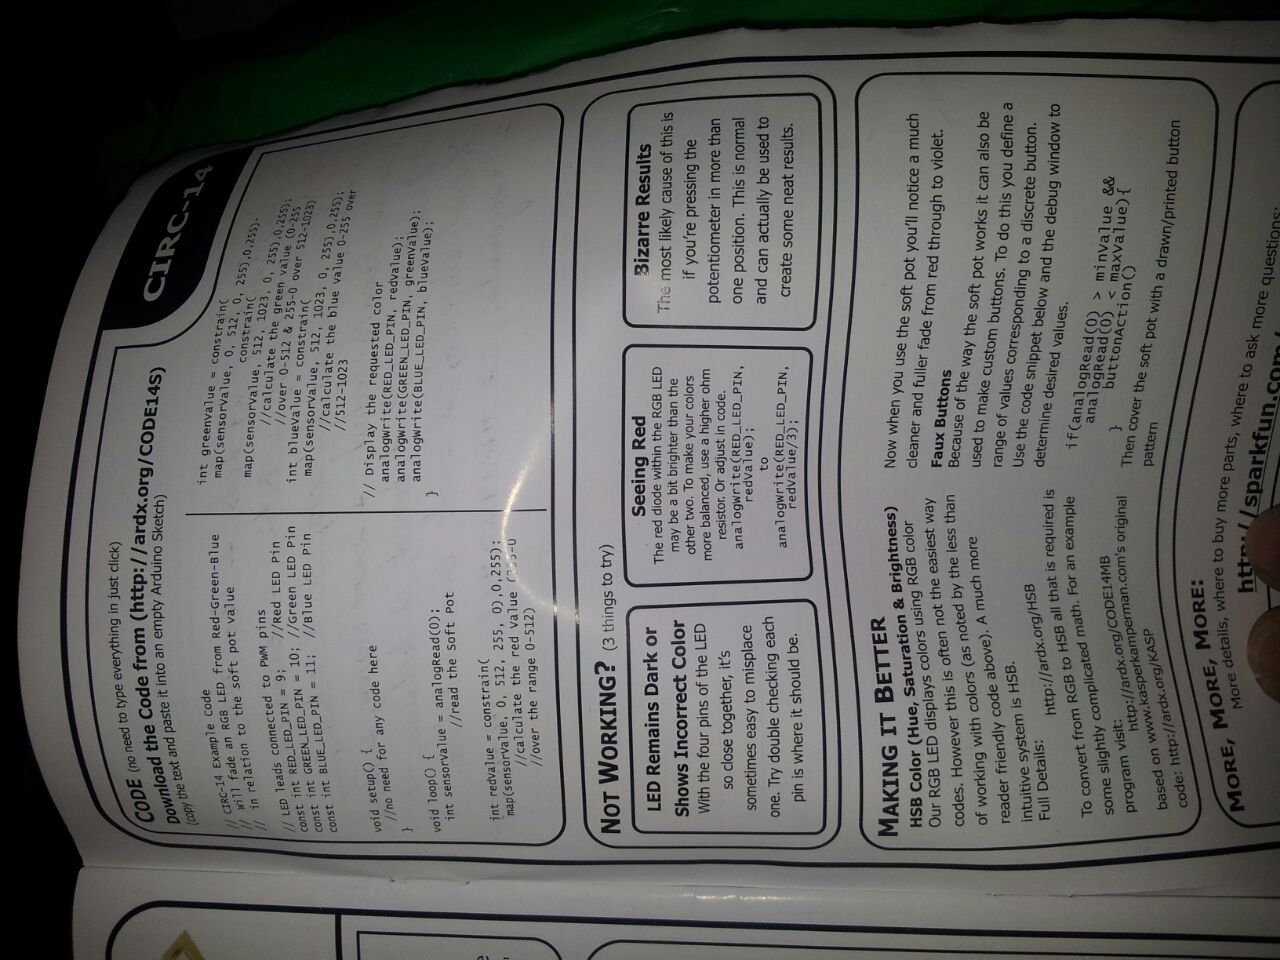 CIRC-14
CODE (no need to type everything in just click)
Download the Code from (http://ardx.org/CODE14S)
(copy the text and paste it into an empty Arduino Sketch)
// CIRC-14 Example code
// will fade an RGB LED from Red-Green-Blue
// in relation to the soft pot value
//
// LED leads connected to PWM pins
const int RED_LED_PIN = 9; //Red LED Pin
const int GREEN_LED_PIN = 10; //Green LED Pin
const int BLUE_LED_PIN = 11; //Blue LED Pin
void setup() {
//no need for any code here
}
void loop() {
int sensorValue = analogRead(0);
//read the Soft Pot
int redValue = constrain(
map(sensorValue, 0, 512, 255, 0),0,255);
//calculate the red value (255-0
//over the range 0-512)
int greenValue = constrain(
map(sensorValue, 0, 512, 0, 255),0,255)-
constrain(
map(sensorValue, 512, 1023, 0, 255),0,255);
//calculate the green value (0-255
//over 0-512 & 255-0 over 512-1023)
int blueValue = constrain(
map(sensorValue, 512, 1023, 0, 255),0,255);
//calculate the blue value 0-255 over
//512-1023
// Display the requested color
analogWrite(RED_LED_PIN, redValue);
analogWrite(GREEN_LED_PIN, greenValue);
analogWrite(BLUE_LED_PIN, blueValue);
}
NOT WORKING? (3 things to try)
LED Remains Dark or
Shows Incorrect Color
With the four pins of the LED
so close together, it's
sometimes easy to misplace
one. Try double checking each
pin is where it should be.
Seeing Red
The red diode within the RGB LED
may be a bit brighter than the
other two. To make your colors
more balanced, use a higher ohm
resistor. Or adjust in code.
analogWrite(RED_LED_PIN,
redValue);
to
analogWrite(RED_LED_PIN,
redValue/3);
Bizarre Results
The most likely cause of this is
if you're pressing the
potentiometer in more than
one position. This is normal
and can actually be used to
create some neat results.
MAKING IT BETTER
HSB Color (Hue, Saturation & Brightness)
Our RGB LED displays colors using RGB color
codes. However this is often not the easiest way
of working with colors (as noted by the less than
reader friendly code above). A much more
intuitive system is HSB.
Full Details:
http://ardx.org/HSB
To convert from RGB to HSB all that is required is
some slightly complicated math. For an example
program visit:
http://ardx.org/CODE14MB
based on www.kasperkamperman.com's original
code: http://ardx.org/KASP
Now when you use the soft pot you'll notice a much
cleaner and fuller fade from red through to violet.
Faux Buttons
Because of the way the soft pot works it can also be
used to make custom buttons. To do this you define a
range of values corresponding to a discrete button.
Use the code snippet below and the debug window to
determine desired values.
if(analogRead(0) > minValue &&
analogRead(0) < maxValue){
buttonAction()
}
Then cover the soft pot with a drawn/printed button
pattern
MORE, MORE, MORE:
More details, where to buy more parts, where to ask more questions:
http://sparkfun.com